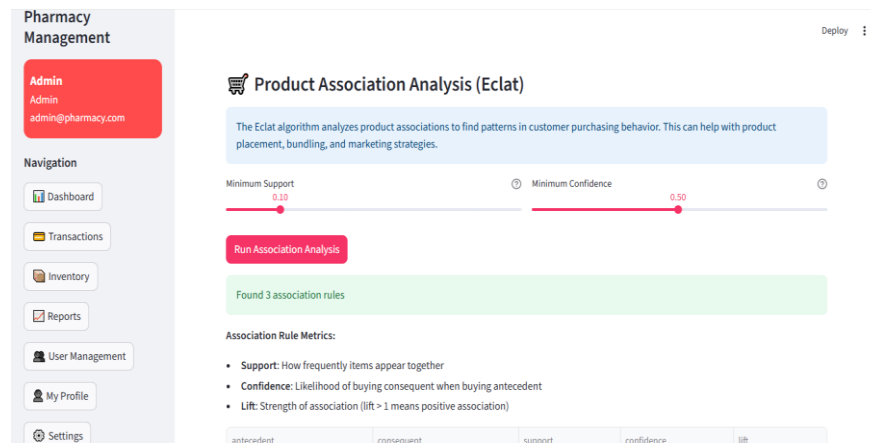 Pharmacy
Management
Admin
Admin
admin@pharmacy.com
Navigation
Dashboard
Transactions
Inventory
Reports
User Management
My Profile
Settings
Deploy
Product Association Analysis (Eclat)
The Eclat algorithm analyzes product associations to find patterns in customer purchasing behavior. This can help with product
placement, bundling, and marketing strategies.
Minimum Support
0.10
Minimum Confidence
0.50
Run Association Analysis
Found 3 association rules
Association Rule Metrics:
• Support: How frequently items appear together
• Confidence: Likelihood of buying consequent when buying antecedent
• Lift: Strength of association (lift > 1 means positive association)
antecedent consequent support confidence lift